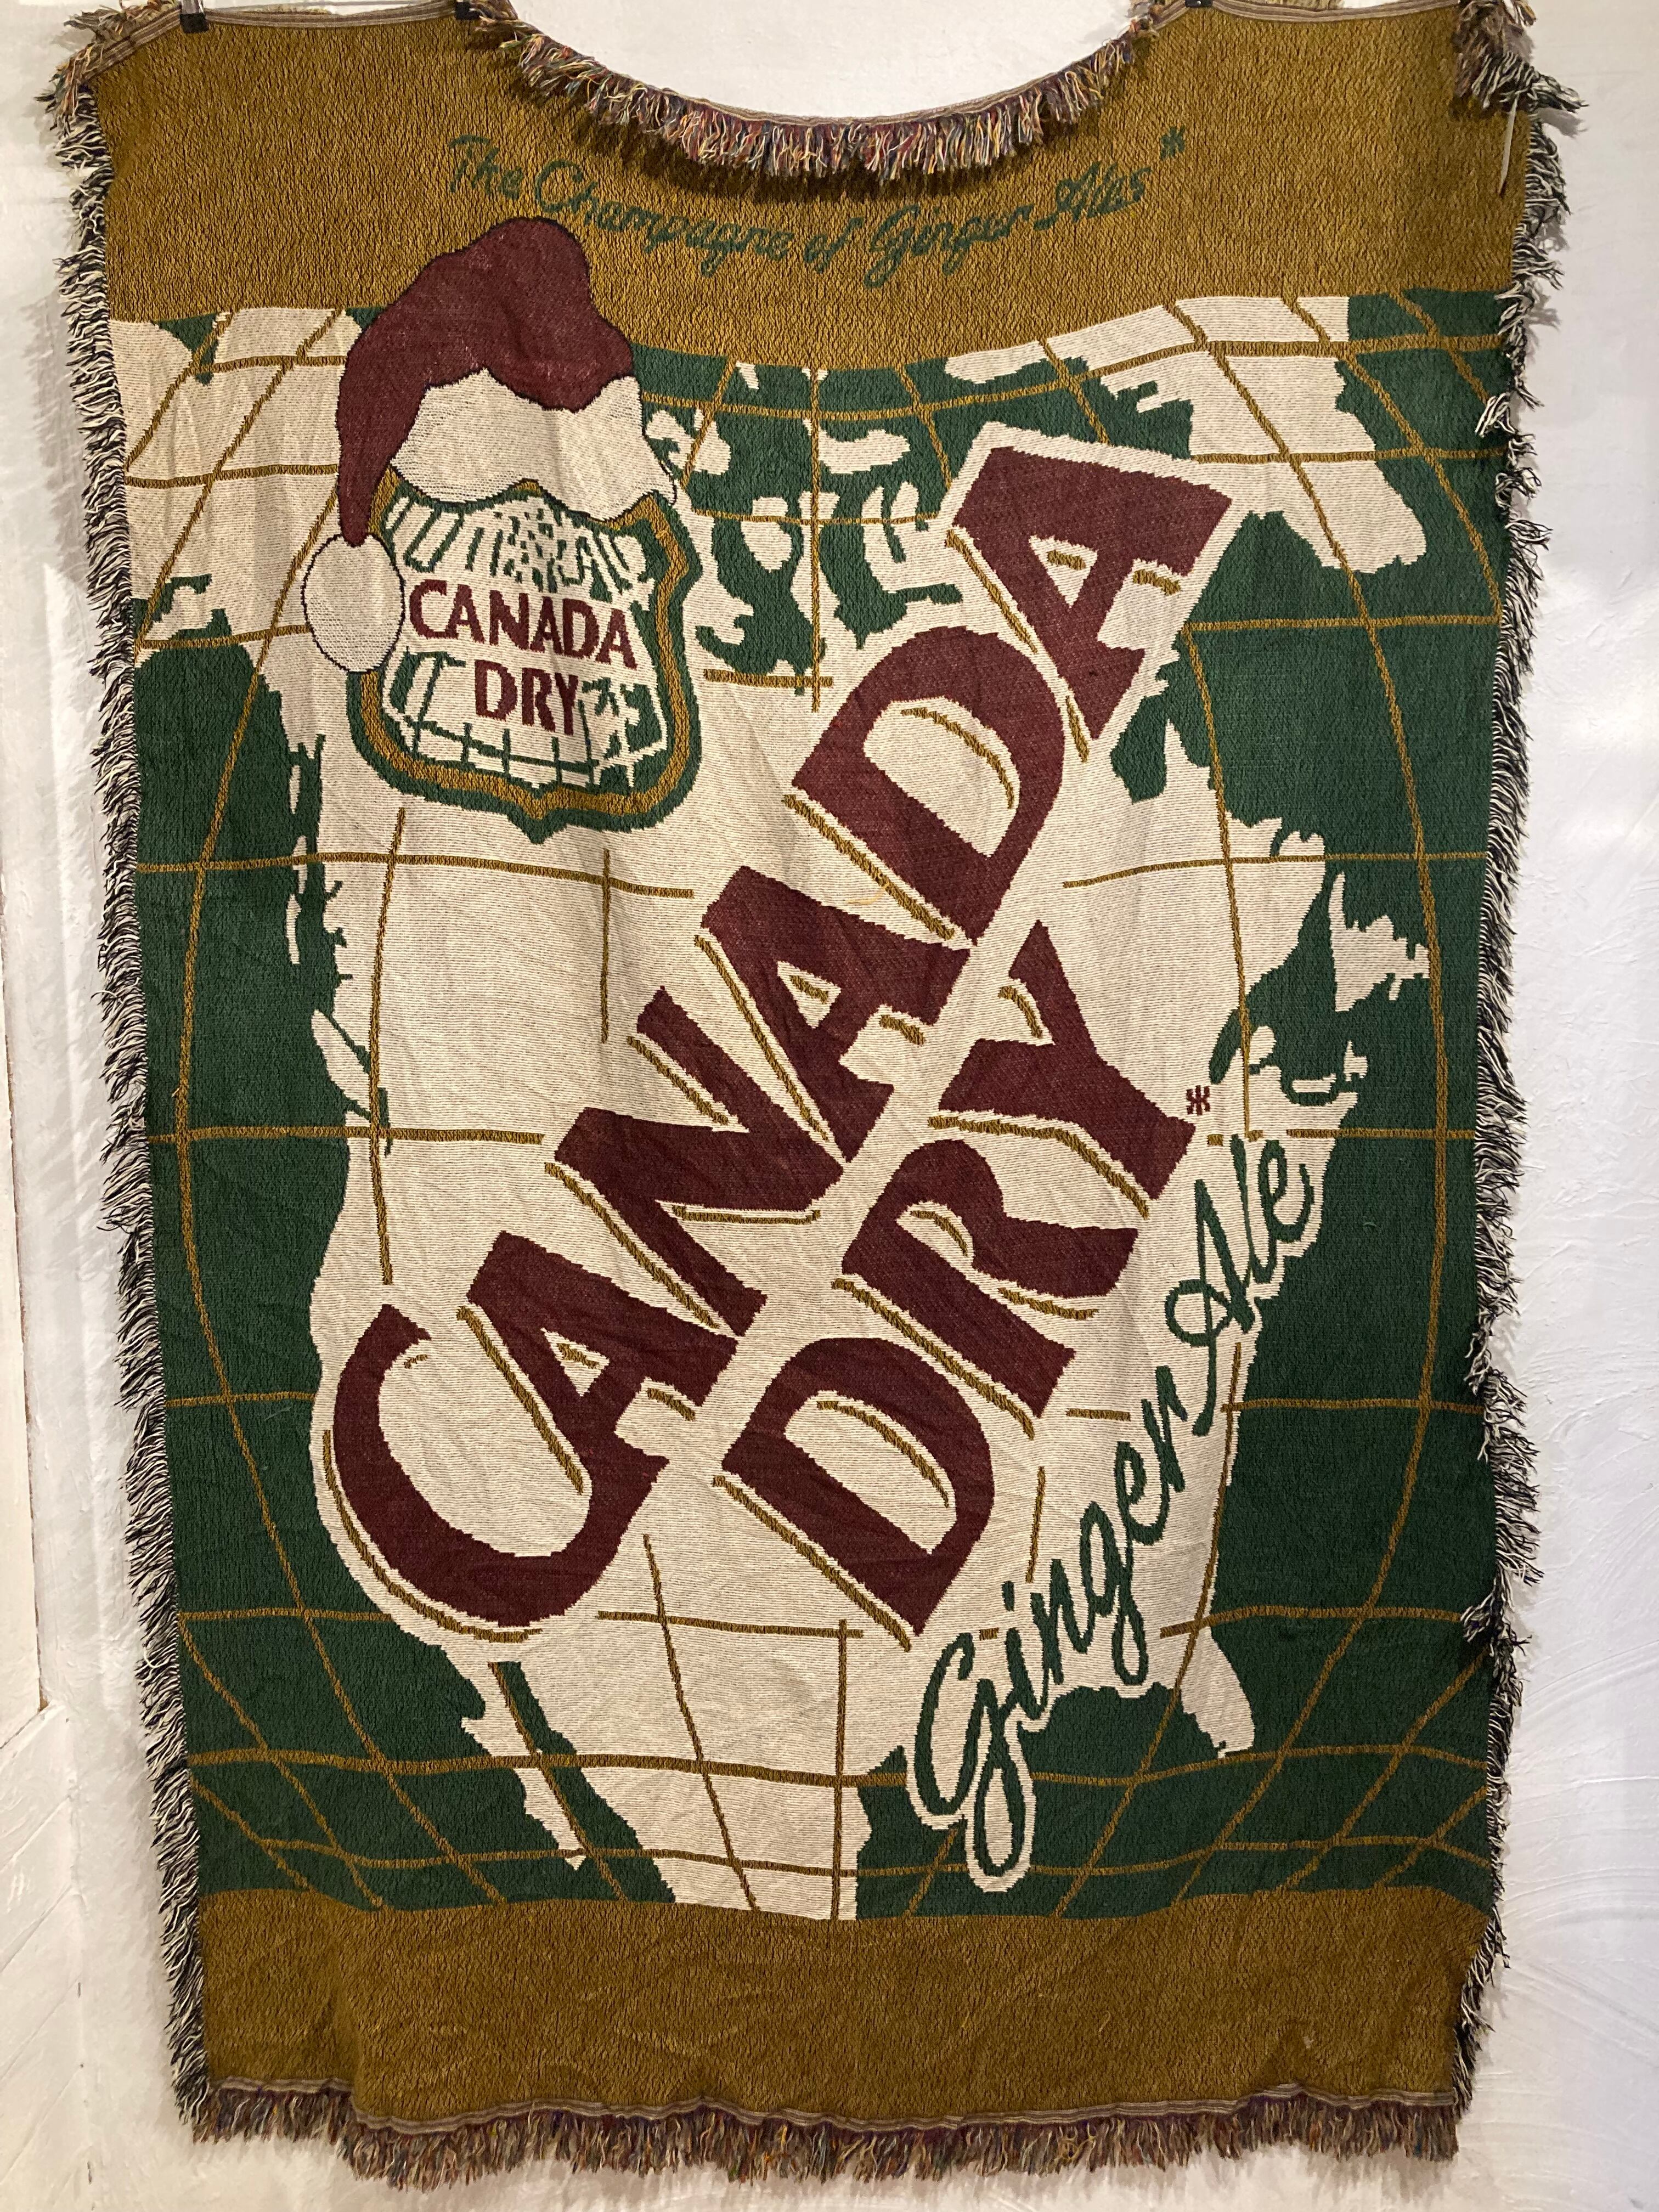 The Champagne of Ginger Ales*
CANADA
DRY*
CANADA
DRY*
Ginger Ale